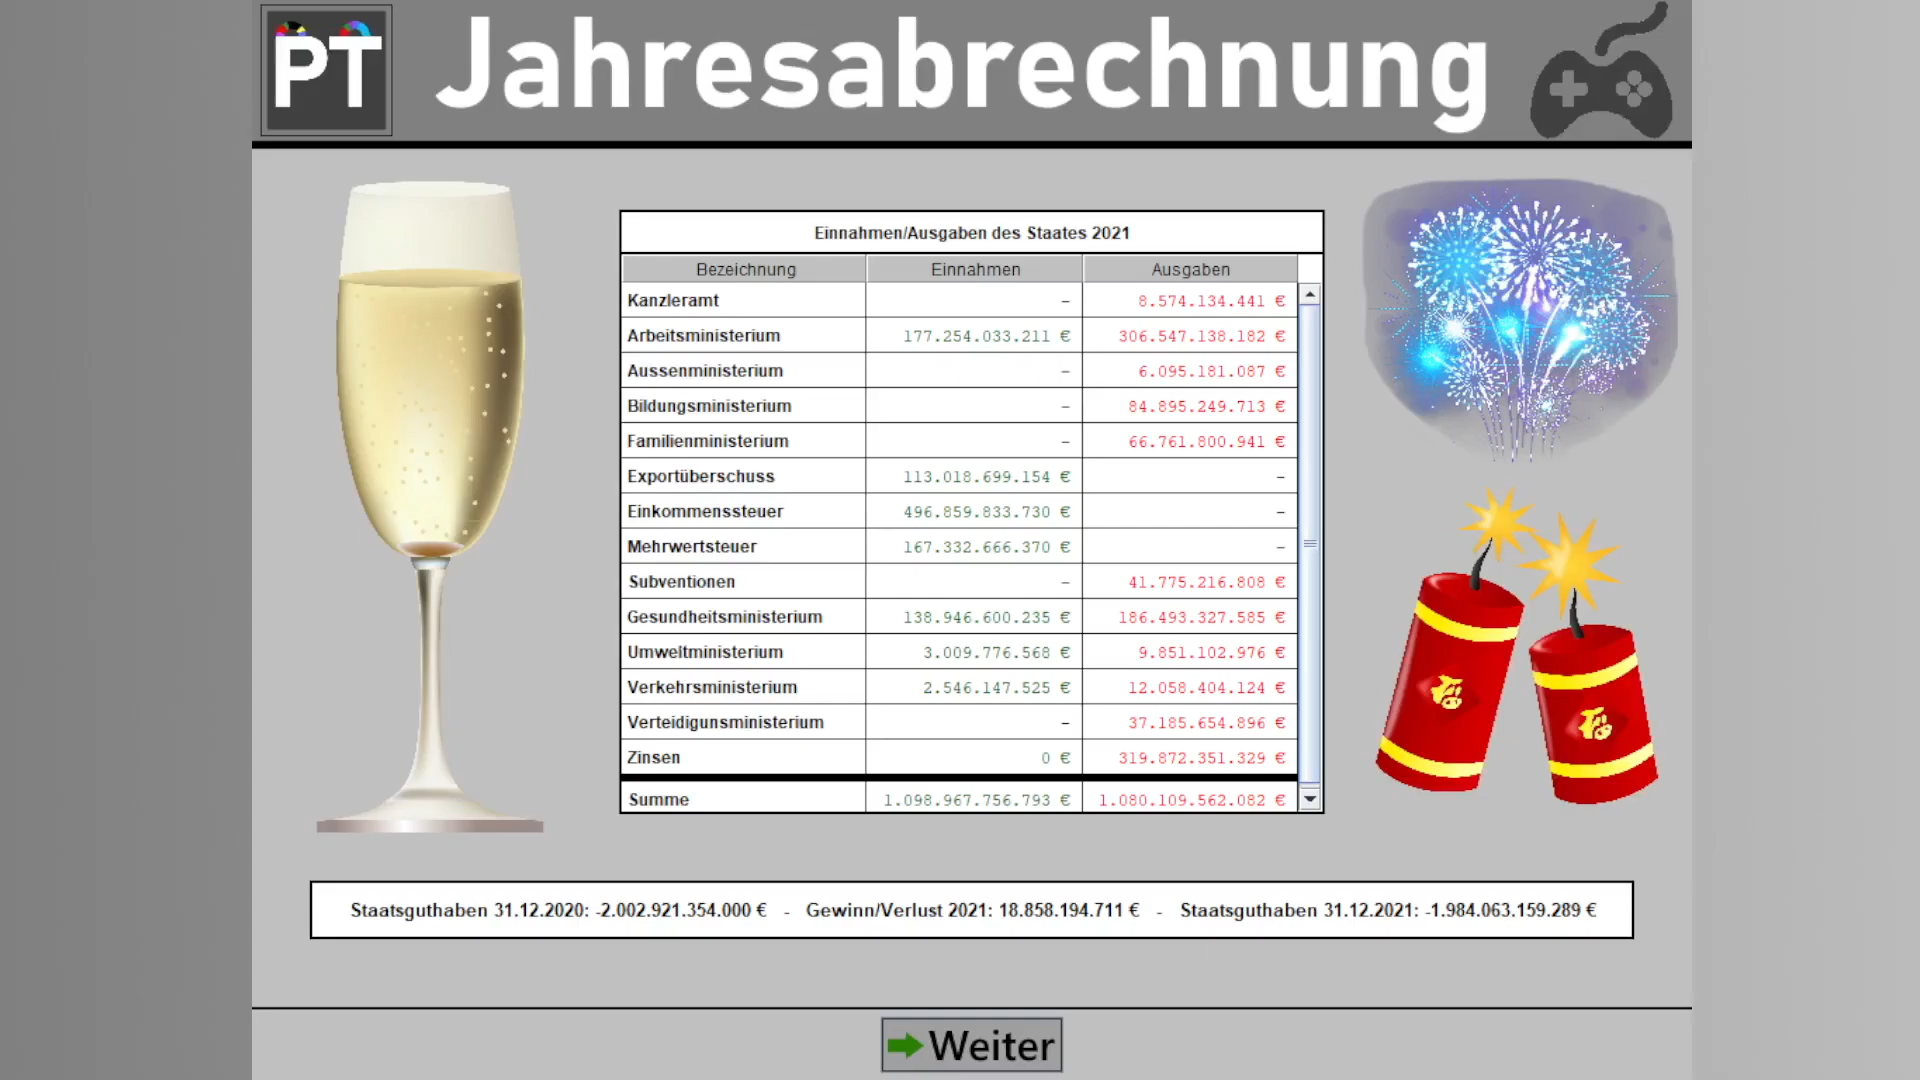 PT Jahresabrechnung
Einnahmen/Ausgaben des Staates 2021
Bezeichnung Einnahmen Ausgaben
Kanzleramt – 8.574.134.441 €
Arbeitsministerium 177.254.033.211 € 306.547.138.182 €
Aussenministerium – 6.095.181.087 €
Bildungsministerium – 84.895.249.713 €
Familienministerium – 66.761.800.941 €
Exportüberschuss 113.018.699.154 € –
Einkommenssteuer 496.859.833.730 € –
Mehrwertsteuer 167.332.666.370 € –
Subventionen – 41.775.216.808 €
Gesundheitsministerium 138.946.600.235 € 186.493.327.585 €
Umweltministerium 3.009.776.568 € 9.851.102.976 €
Verkehrsministerium 2.546.147.525 € 12.058.404.124 €
Verteidigunsministerium – 37.185.654.896 €
Zinsen 0 € 319.872.351.329 €
Summe 1.098.967.756.793 € 1.080.109.562.082 €
Staatsguthaben 31.12.2020: -2.002.921.354.000 € - Gewinn/Verlust 2021: 18.858.194.711 € - Staatsguthaben 31.12.2021: -1.984.063.159.289 €
Weiter